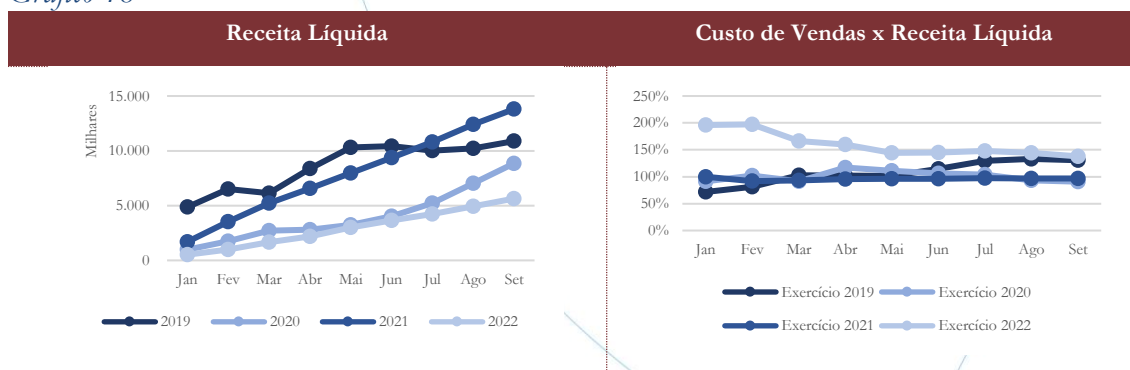 Receita Líquida
Custo de Vendas x Receita Líquida
Milhares
15.000
10.000
5.000
0
Jan Fev Mar Abr Mai Jun Jul Ago Set
2019 2020 2021 2022
250%
200%
150%
100%
50%
0%
Jan Fev Mar Abr Mai Jun Jul Ago Set
Exercício 2019 Exercício 2020
Exercício 2021 Exercício 2022